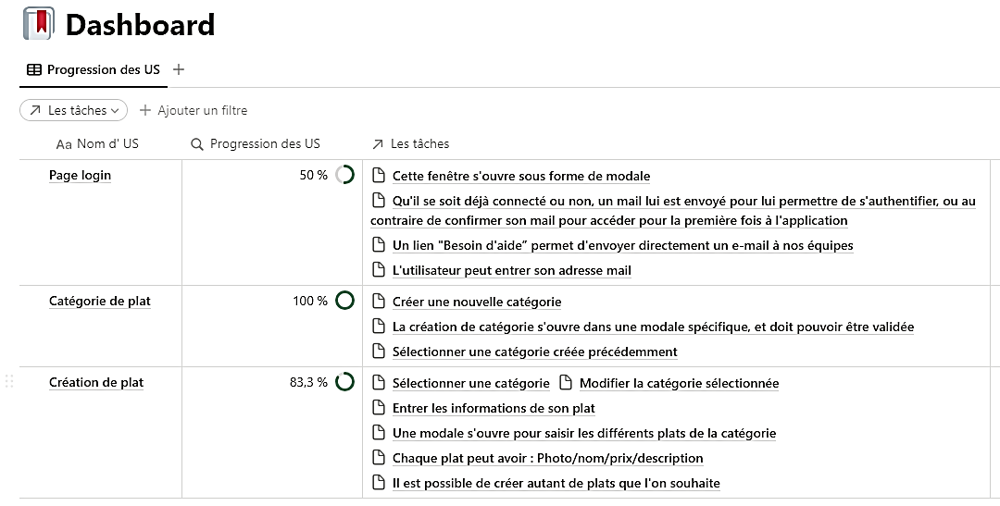 Dashboard
Progression des US
Les tâches
Ajouter un filtre
Aa Nom d' US
Progression des US
Les tâches
Page login
50 %
Cette fenêtre s'ouvre sous forme de modale
Qu'il se soit déjà connecté ou non, un mail lui est envoyé pour lui permettre de s'authentifier, ou au
contraire de confirmer son mail pour accéder pour la première fois à l'application
Un lien "Besoin d'aide” permet d'envoyer directement un e-mail à nos équipes
L'utilisateur peut entrer son adresse mail
Catégorie de plat
100 %
Créer une nouvelle catégorie
La création de catégorie s'ouvre dans une modale spécifique, et doit pouvoir être validée
Sélectionner une catégorie créée précédemment
Création de plat
83,3 %
Sélectionner une catégorie Modifier la catégorie sélectionnée
Entrer les informations de son plat
Une modale s'ouvre pour saisir les différents plats de la catégorie
Chaque plat peut avoir : Photo/nom/prix/description
Il est possible de créer autant de plats que l'on souhaite